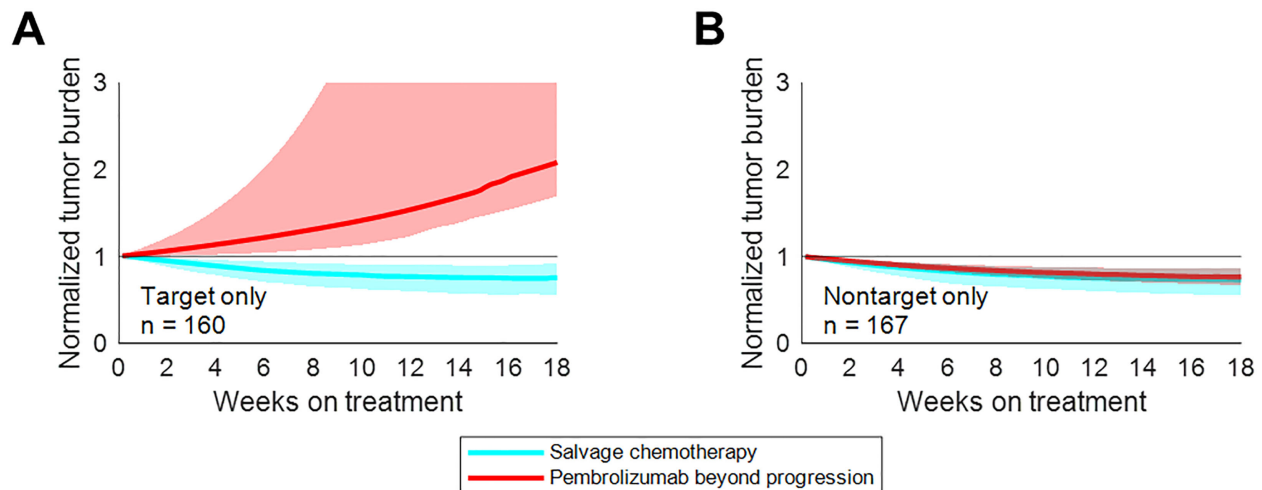 A
B
Normalized tumor burden
3
2
1
0
Target only
n = 160
0 2 4 6 8 10 12 14 16 18
Weeks on treatment
Normalized tumor burden
3
2
1
0
Nontarget only
n = 167
0 2 4 6 8 10 12 14 16 18
Weeks on treatment
Salvage chemotherapy
Pembrolizumab beyond progression